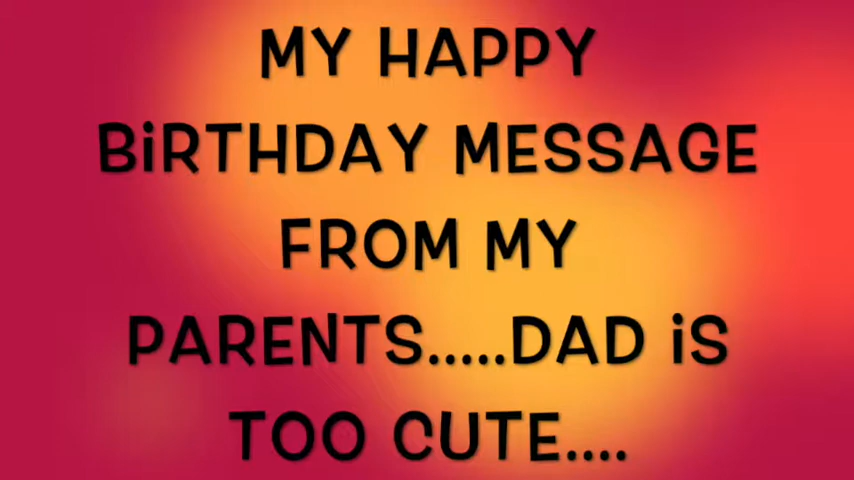 MY HAPPY
BiRTHDAY MESSAGE
FROM MY
PARENTS.....DAD iS
TOO CUTE....